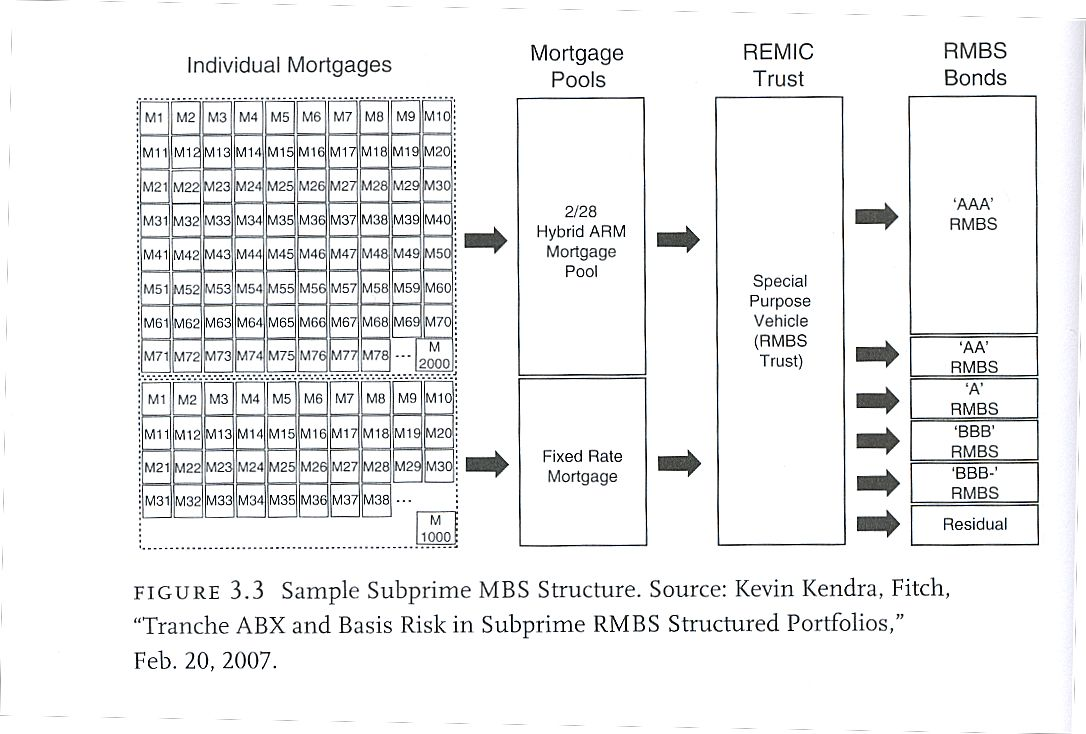 Individual Mortgages
Mortgage
Pools
REMIC
Trust
RMBS
Bonds
M1 M2 M3 M4 M5 M6 M7 M8 M9 M10
M11 M12 M13 M14 M15 M16 M17 M18 M19 M20
M21 M22 M23 M24 M25 M26 M27 M28 M29 M30
M31 M32 M33 M34 M35 M36 M37 M38 M39 M40
M41 M42 M43 M44 M45 M46 M47 M48 M49 M50
M51 M52 M53 M54 M55 M56 M57 M58 M59 M60
M61 M62 M63 M64 M65 M66 M67 M68 M69 M70
M71 M72 M73 M74 M75 M76 M77 M78 ... M
2000
M1 M2 M3 M4 M5 M6 M7 M8 M9 M10
M11 M12 M13 M14 M15 M16 M17 M18 M19 M20
M21 M22 M23 M24 M25 M26 M27 M28 M29 M30
M31 M32 M33 M34 M35 M36 M37 M38 ...
M
1000
2/28
Hybrid ARM
Mortgage
Pool
Fixed Rate
Mortgage
Special
Purpose
Vehicle
(RMBS
Trust)
'AAA'
RMBS
'AA'
RMBS
'A'
RMBS
'BBB'
RMBS
'BBB-'
RMBS
Residual
FIGURE 3.3 Sample Subprime MBS Structure. Source: Kevin Kendra, Fitch,
“Tranche ABX and Basis Risk in Subprime RMBS Structured Portfolios,”
Feb. 20, 2007.